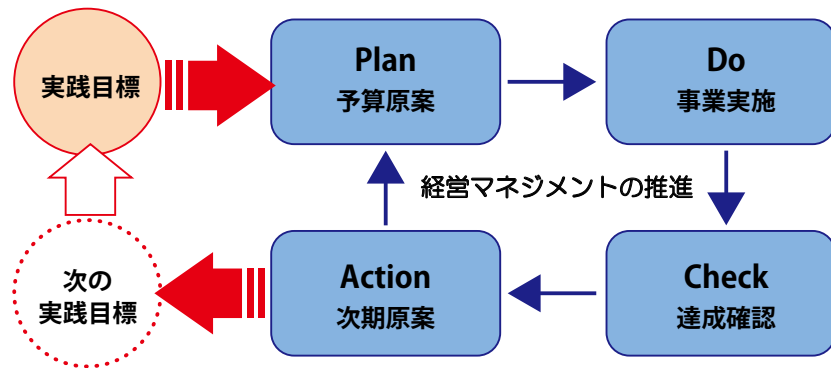 実践目標
Plan
予算原案
Do
事業実施
経営マネジメントの推進
次の
実践目標
Action
次期原案
Check
達成確認